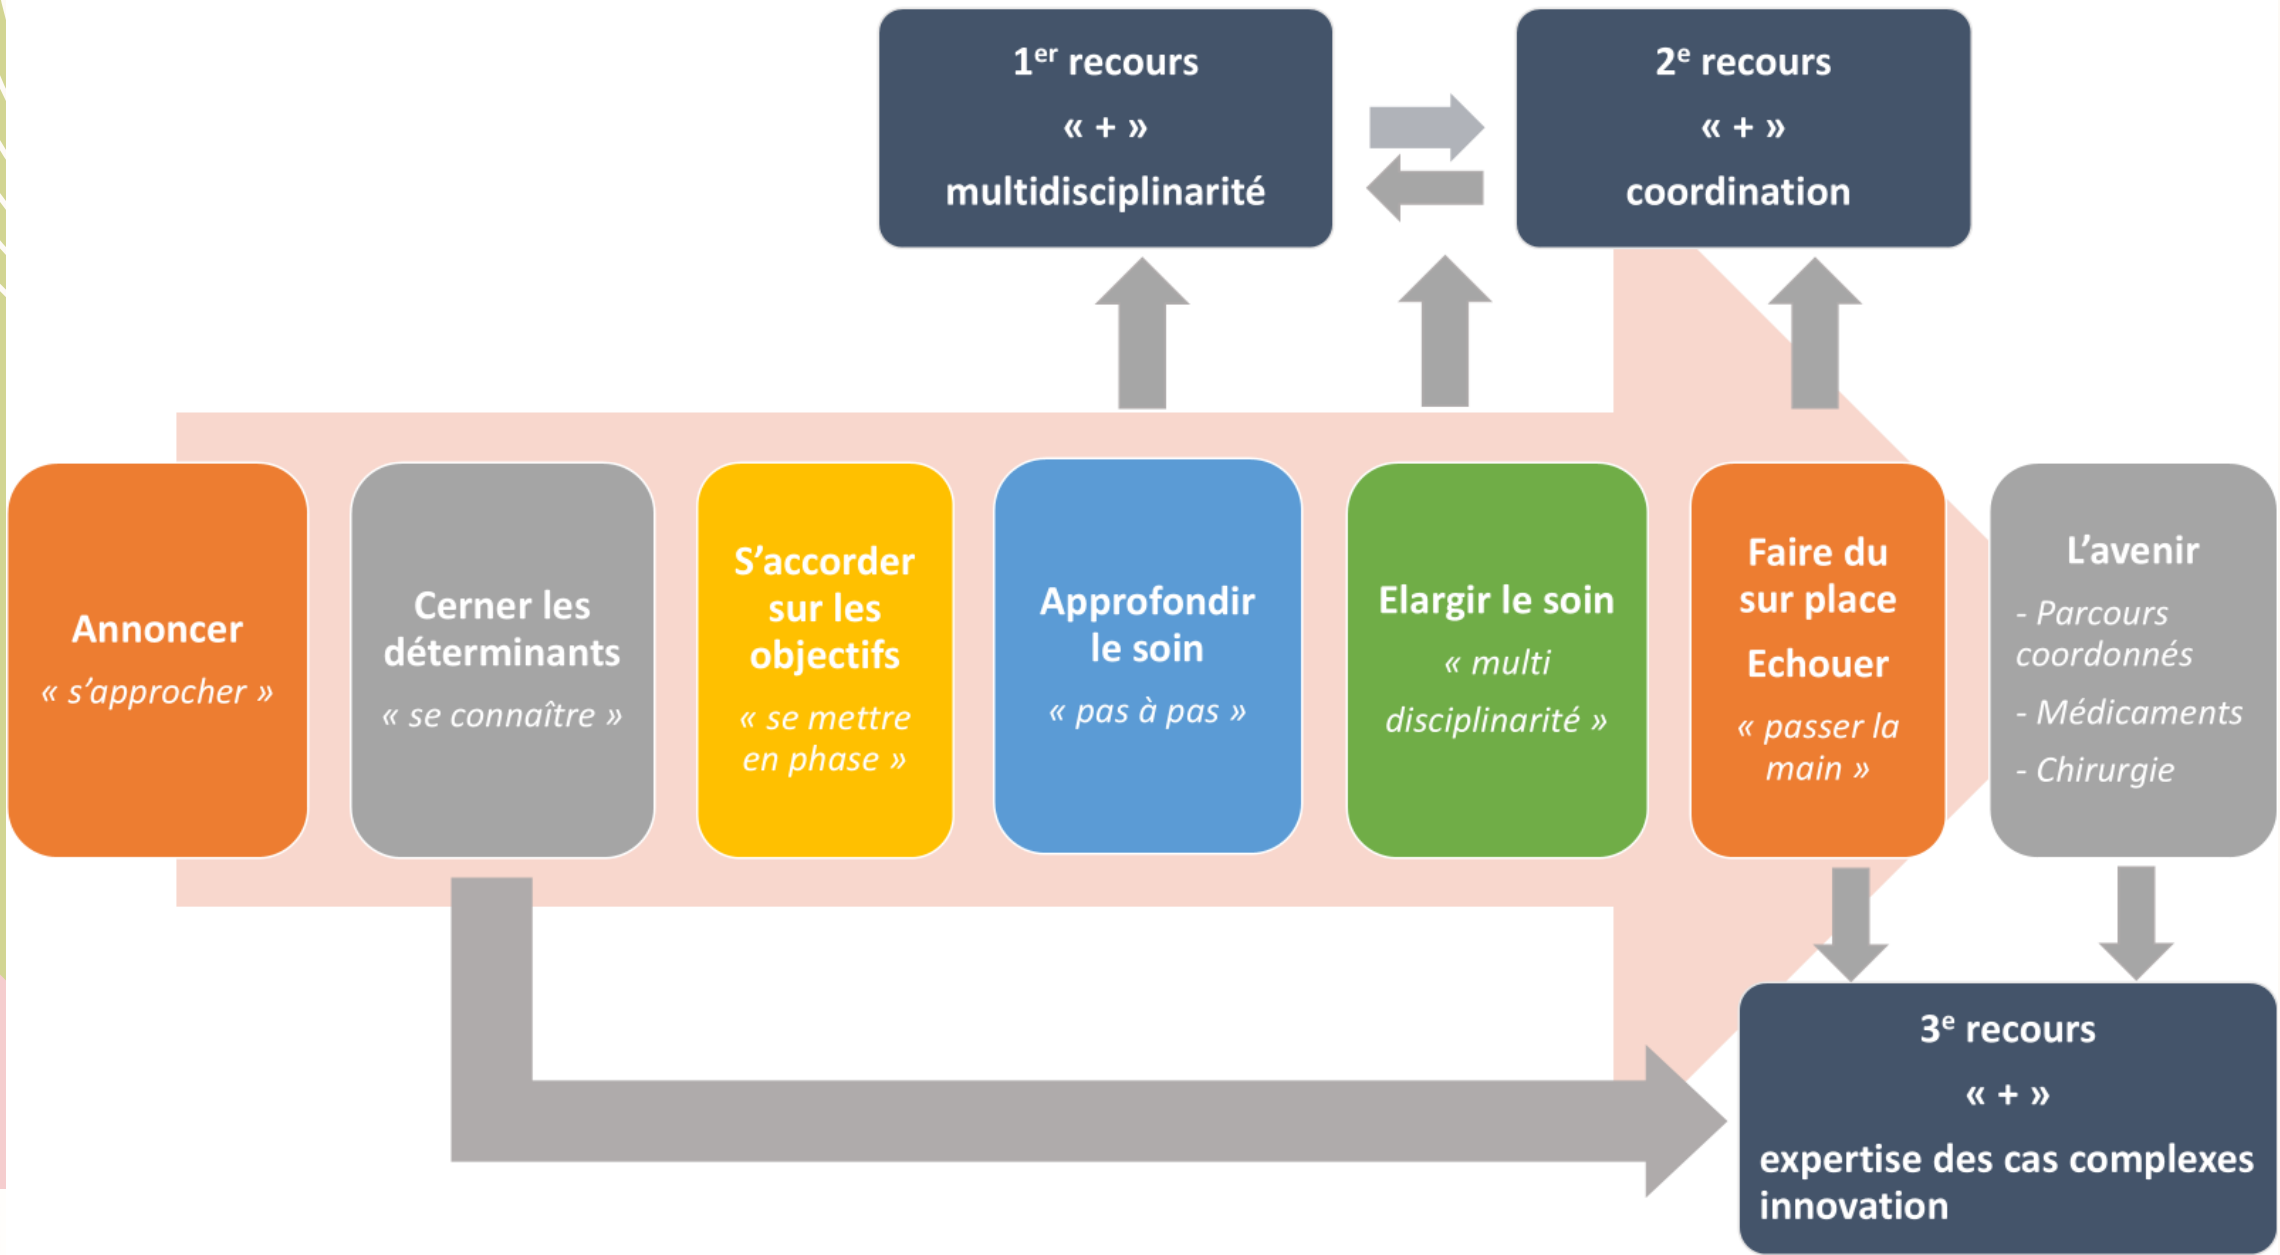 1er recours
« + »
multidisciplinarité
2e recours
« + »
coordination
Annoncer
« s’approcher »
Cerner les
déterminants
« se connaître »
S’accorder
sur les
objectifs
« se mettre
en phase »
Approfondir
le soin
« pas à pas »
Elargir le soin
« multi
disciplinarité »
Faire du
sur place
Echouer
« passer la
main »
L’avenir
- Parcours
coordonnés
- Médicaments
- Chirurgie
3e recours
« + »
expertise des cas complexes
innovation